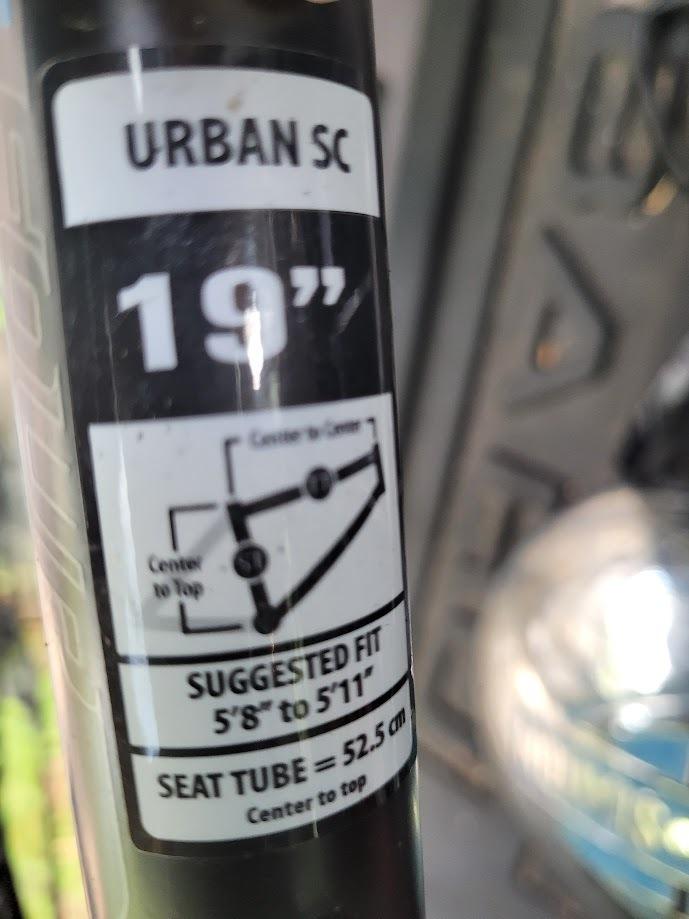 URBAN SC
19”
Center to Center
TT
ST
Center
to Top
SUGGESTED FIT
5'8" to 5'11"
SEAT TUBE = 52.5 cm
Center to top